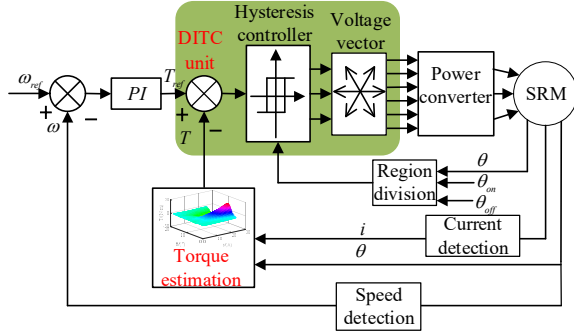 Hysteresis
controller
Voltage
vector
DITC
unit
ω_ref
PI
T_ref
Power
converter
SRM
+
ω
−
+
T
−
θ
Region
division
θ_on
θ_off
i
Current
detection
θ
Torque
estimation
Speed
detection